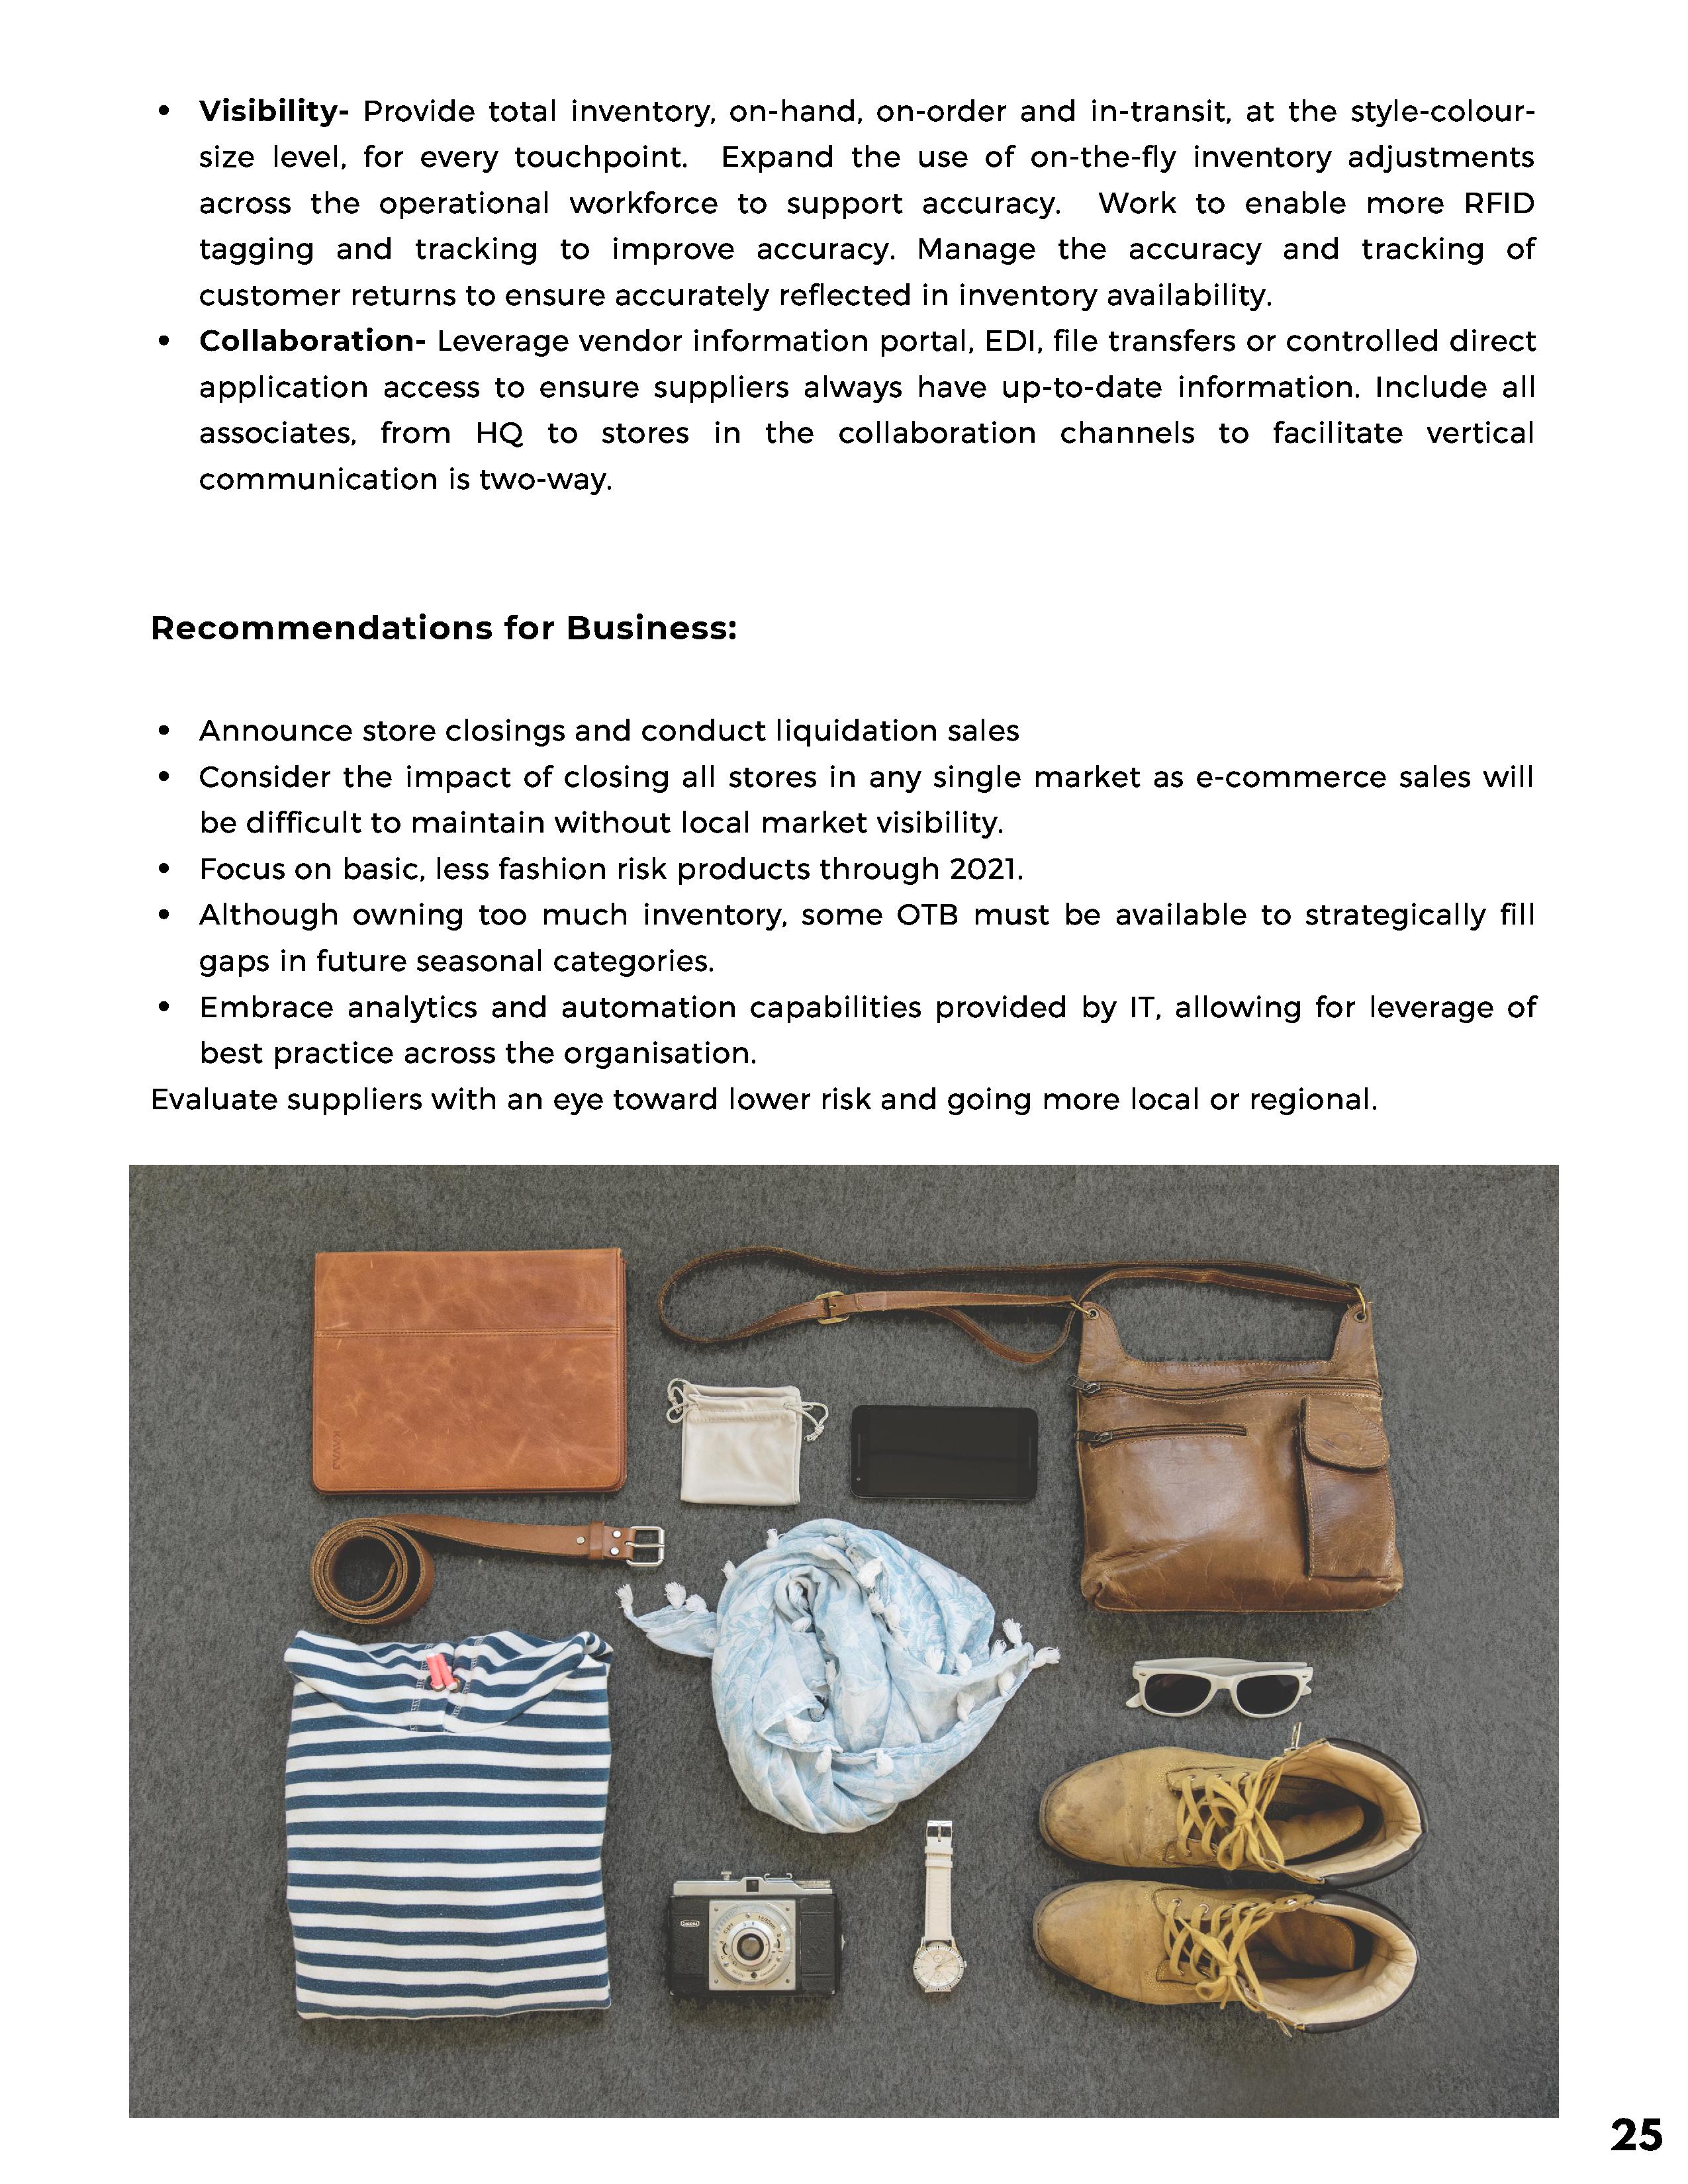 • Visibility- Provide total inventory, on-hand, on-order and in-transit, at the style-colour-
size level, for every touchpoint. Expand the use of on-the-fly inventory adjustments
across the operational workforce to support accuracy. Work to enable more RFID
tagging and tracking to improve accuracy. Manage the accuracy and tracking of
customer returns to ensure accurately reflected in inventory availability.
• Collaboration- Leverage vendor information portal, EDI, file transfers or controlled direct
application access to ensure suppliers always have up-to-date information. Include all
associates, from HQ to stores in the collaboration channels to facilitate vertical
communication is two-way.
Recommendations for Business:
• Announce store closings and conduct liquidation sales
• Consider the impact of closing all stores in any single market as e-commerce sales will
be difficult to maintain without local market visibility.
• Focus on basic, less fashion risk products through 2021.
• Although owning too much inventory, some OTB must be available to strategically fill
gaps in future seasonal categories.
• Embrace analytics and automation capabilities provided by IT, allowing for leverage of
best practice across the organisation.
Evaluate suppliers with an eye toward lower risk and going more local or regional.
KAVAJ
25